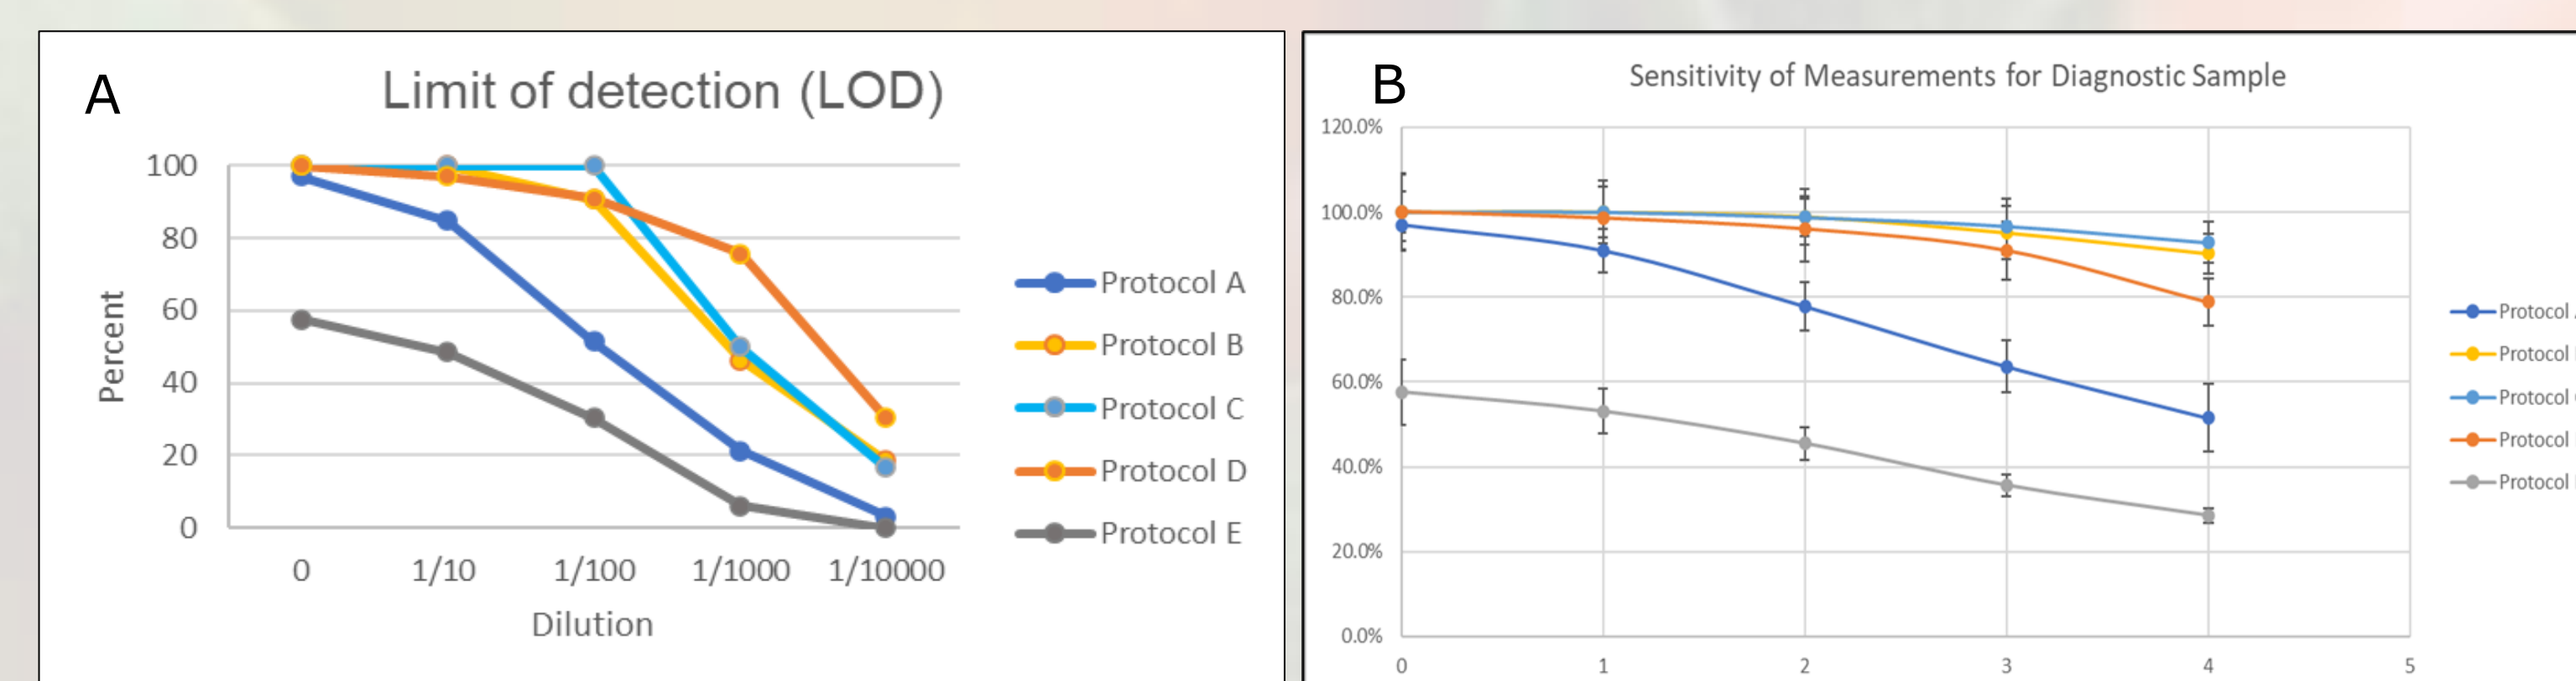 A
Limit of detection (LOD)
100
80
60
40
20
0
Percent
0 1/10 1/100 1/1000 1/10000
Dilution
Protocol A
Protocol B
Protocol C
Protocol D
Protocol E
B
Sensitivity of Measurements for Diagnostic Sample
120.0%
100.0%
80.0%
60.0%
40.0%
20.0%
0.0%
0 1 2 3 4 5
Protocol
Protocol
Protocol
Protocol
Protocol